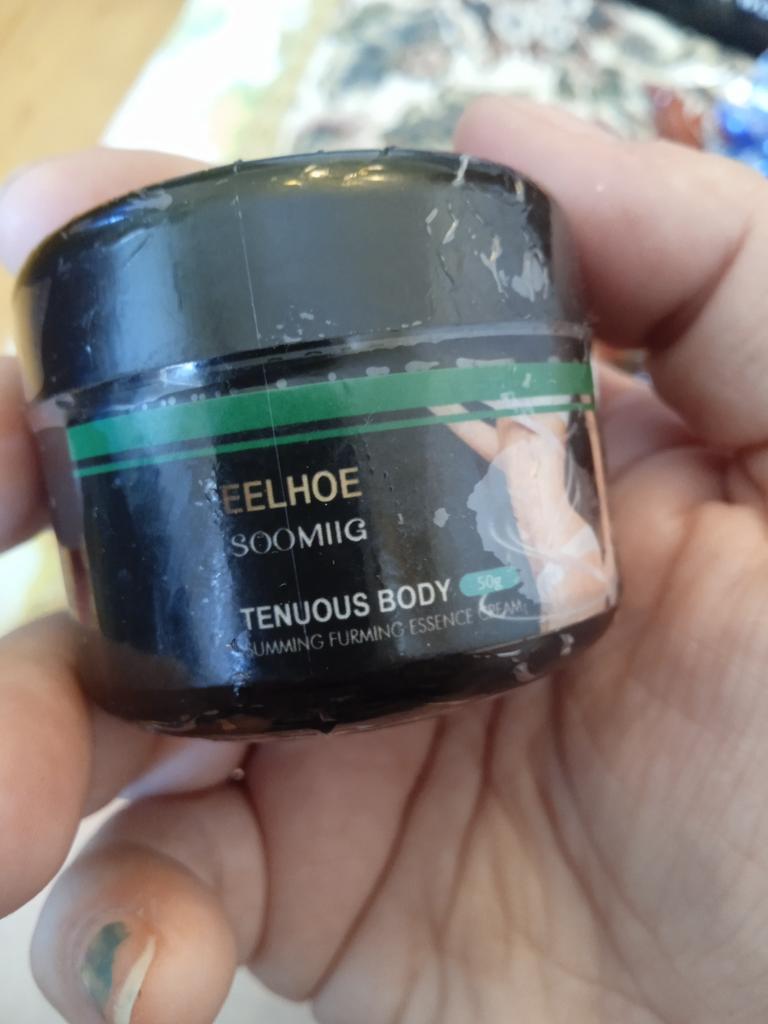 EELHOE
SOOMIIG
TENUOUS BODY 50g
SUMMING FURMING ESSENCE CREAM